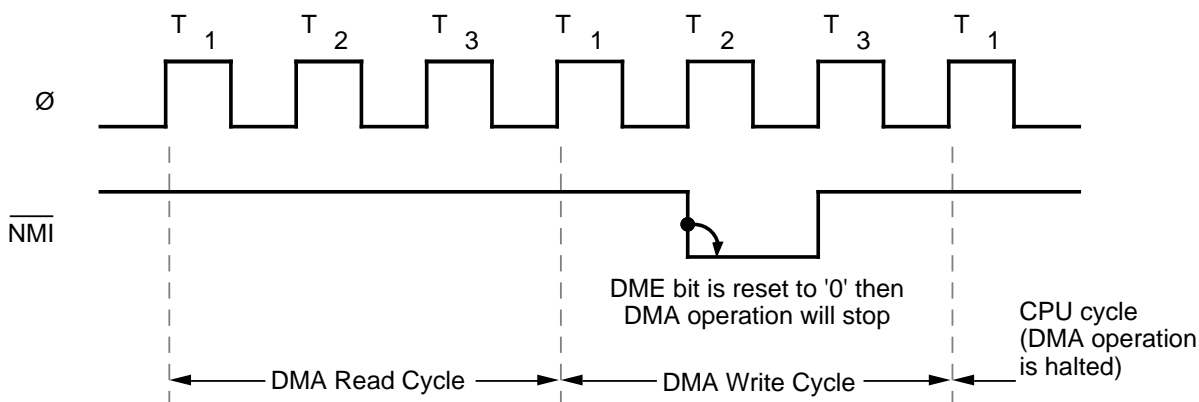 T1 T2 T3 T1 T2 T3 T1
Ø
NMI
DME bit is reset to '0' then
DMA operation will stop
CPU cycle
(DMA operation
is halted)
DMA Read Cycle
DMA Write Cycle